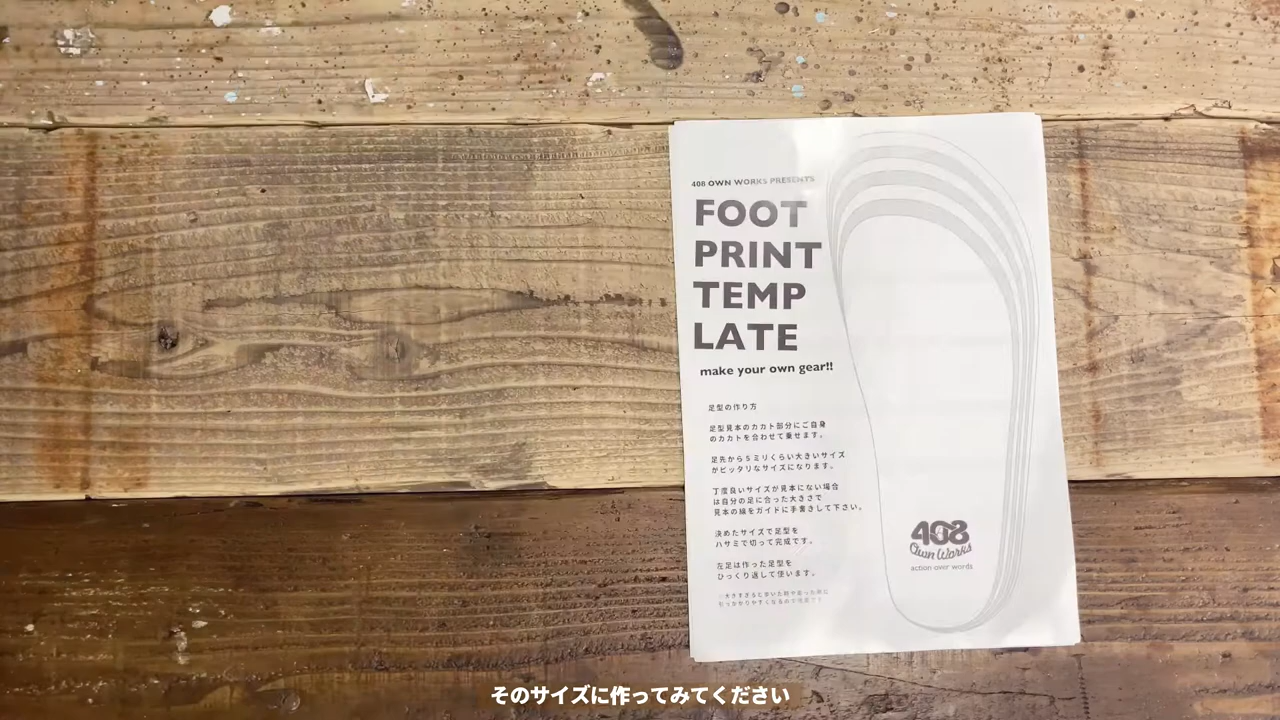 408 OWN WORKS PRESENTS
FOOT
PRINT
TEMP
LATE
make your own gear!!
足型の作り方
足型見本のカカト部分にご自身
のカカトを合わせて乗せます。
足先から5ミリくらい大きいサイズ
がピッタリなサイズになります。
丁度良いサイズが見本にない場合
は自分の足に合った大きさで
見本の線をガイドに手書きして下さい。
決めたサイズで足型を
ハサミで切って完成です。
左足は作った足型を
ひっくり返して使います。
408
Own Works
action over words
そのサイズに作ってみてください